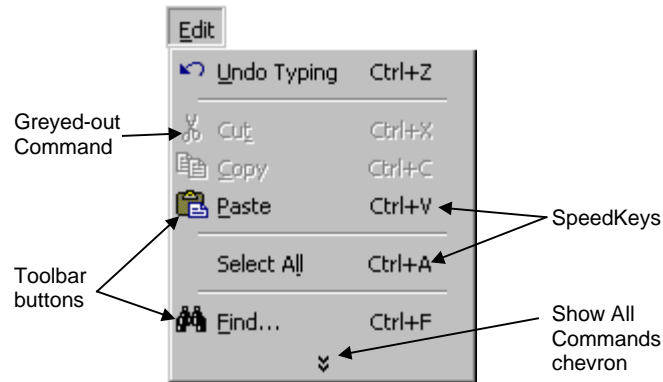 Edit
Undo Typing Ctrl+Z
Greyed-out
Command
Cut Ctrl+X
Copy Ctrl+C
Paste Ctrl+V
SpeedKeys
Select All Ctrl+A
Toolbar
buttons
Find... Ctrl+F
Show All
Commands
chevron